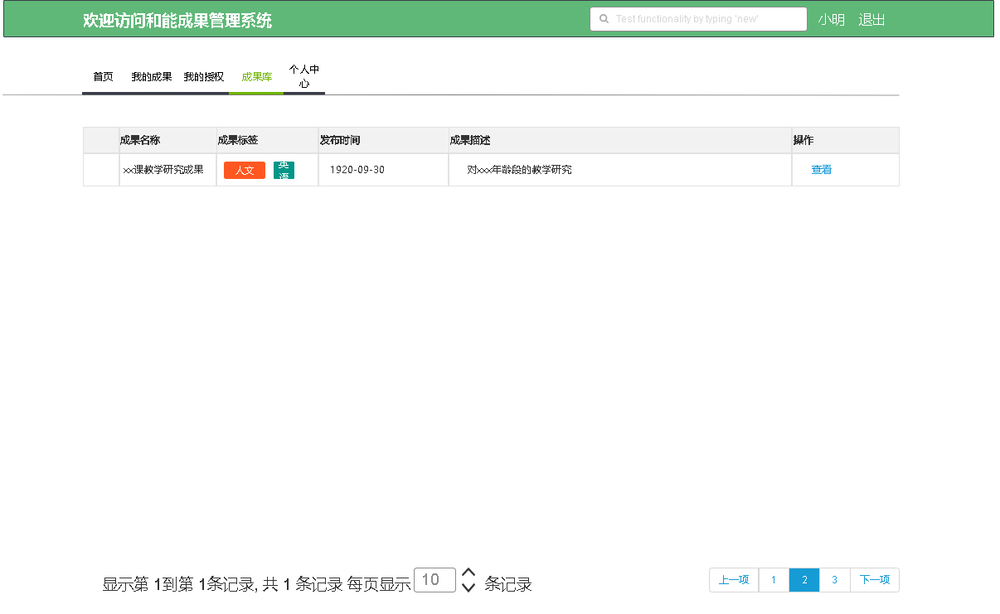 欢迎访问和能成果管理系统 Test functionality by typing 'new' 小明 退出
首页 我的成果 我的授权 成果库 个人中
心
成果名称 成果标签 发布时间 成果描述 操作
xx课教学研究成果 人文 英语 1920-09-30 对xxx年龄段的教学研究 查看
显示第 1到第 1条记录, 共 1 条记录 每页显示 10 条记录 上一项 1 2 3 下一项